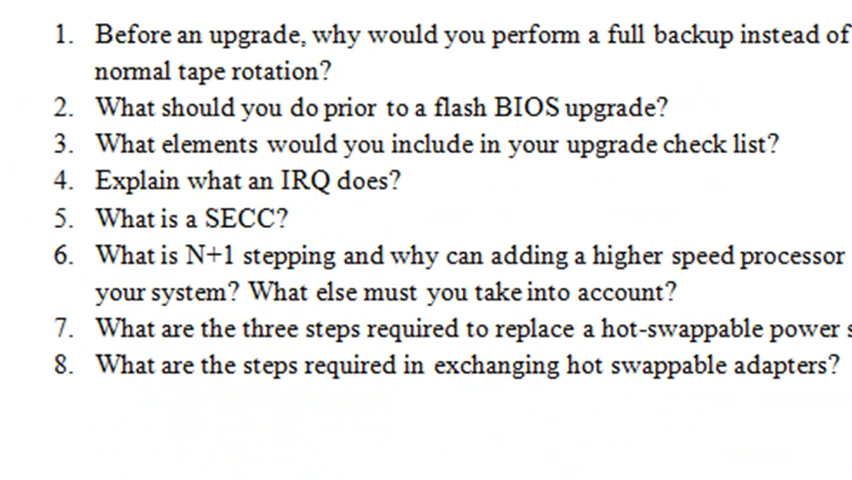 1. Before an upgrade, why would you perform a full backup instead of
normal tape rotation?
2. What should you do prior to a flash BIOS upgrade?
3. What elements would you include in your upgrade check list?
4. Explain what an IRQ does?
5. What is a SECC?
6. What is N+1 stepping and why can adding a higher speed processor
your system? What else must you take into account?
7. What are the three steps required to replace a hot-swappable power s
8. What are the steps required in exchanging hot swappable adapters?